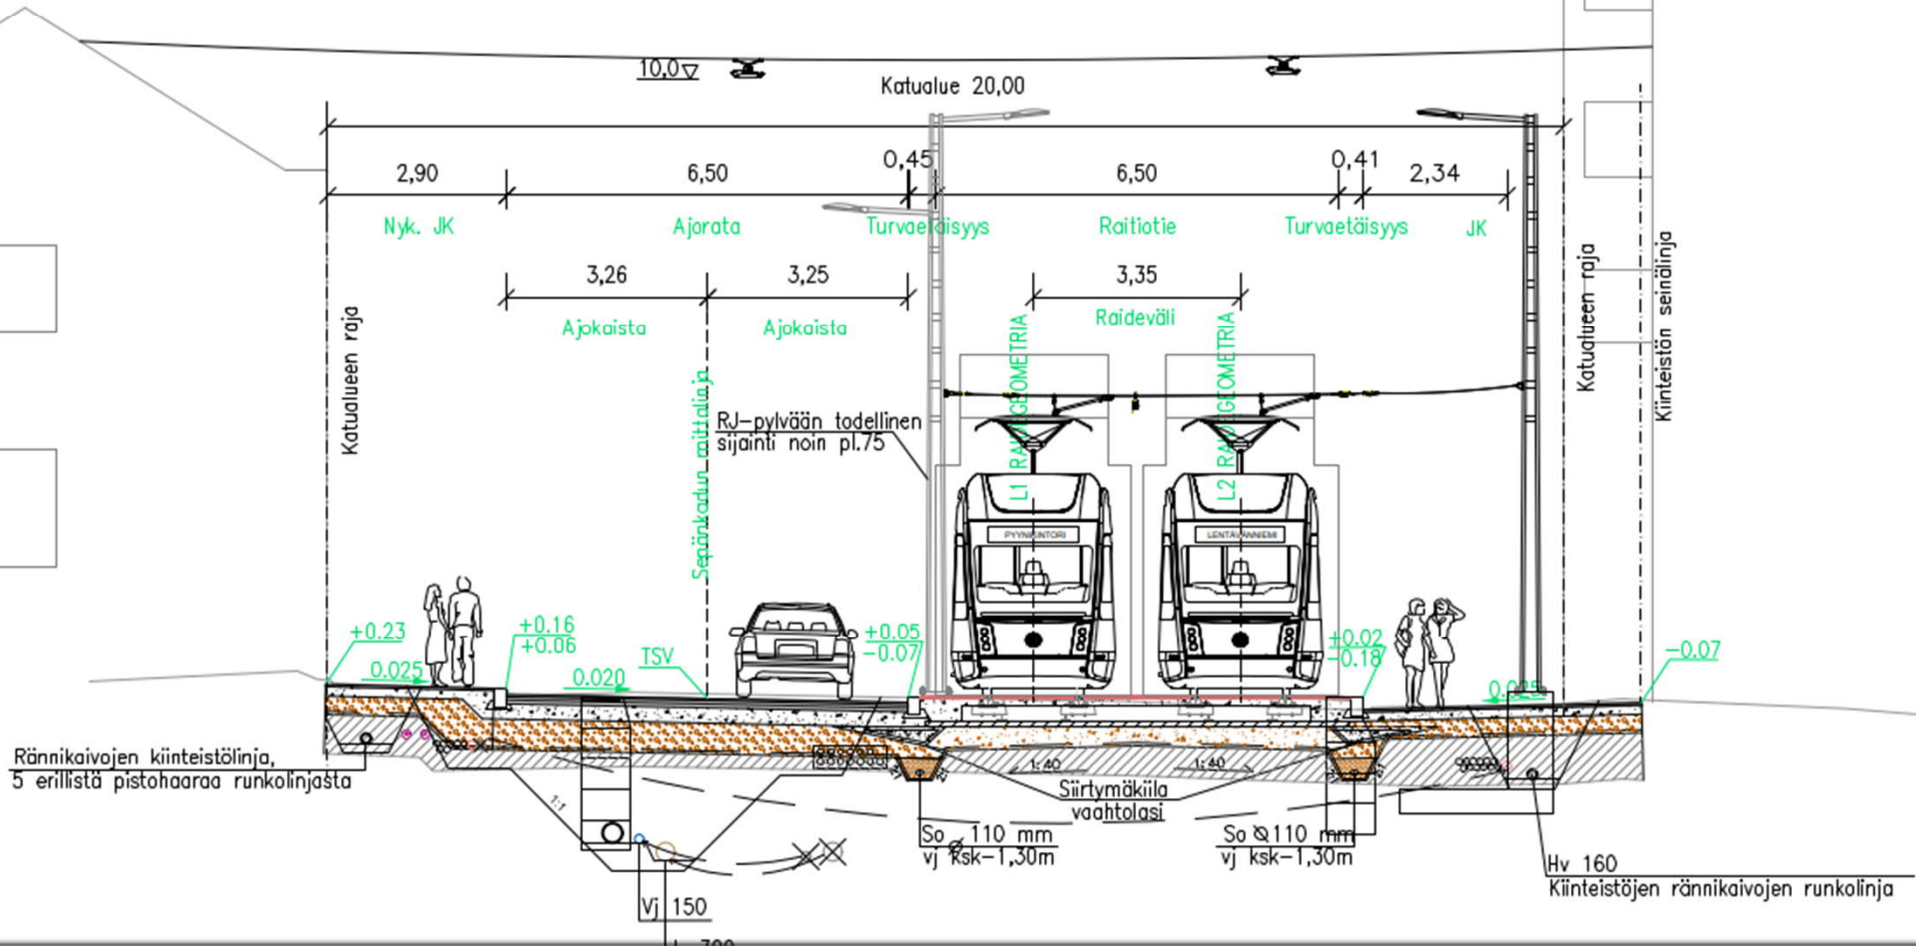 10,0
Katualue 20,00
2,90
6,50
0,45
6,50
0,41
2,34
Nyk. JK
Ajorata
Turvaetäisyys
Raitiotie
Turvaetäisyys
JK
3,26
3,25
3,35
Ajokaista
Ajokaista
Raideväli
Katualueen raja
Sepänkadun mittalinja
L1 RAIDEGEOMETRIA
L2 RAIDEGEOMETRIA
Katualueen raja
Kiinteistön seinälinja
RJ-pylvään todellinen
sijainti noin pl.75
PYYNIKINTORI
LENTÄVÄNNIEMI
+0.23
+0.16
+0.06
TSV
+0.05
-0.07
+0.02
-0.18
-0.07
0.025
0.020
0.025
Rännikaivojen kiinteistölinja,
5 erillistä pistohaaraa runkolinjasta
1:1
1:40
1:40
Siirtymäkiila
vaahtolasi
So Ø 110 mm
vj ksk-1,30m
So Ø110 mm
vj ksk-1,30m
Hv 160
Kiinteistöjen rännikaivojen runkolinja
Vj 150